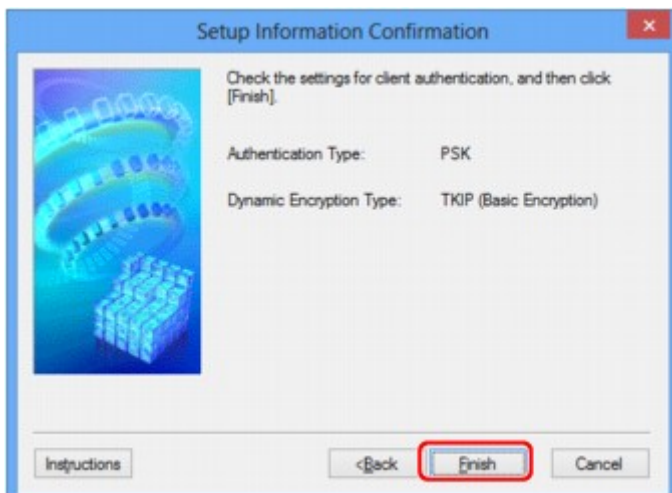 Setup Information Confirmation
Check the settings for client authentication, and then click
[Finish].
Authentication Type: PSK
Dynamic Encryption Type: TKIP (Basic Encryption)
Instructions <Back Finish Cancel